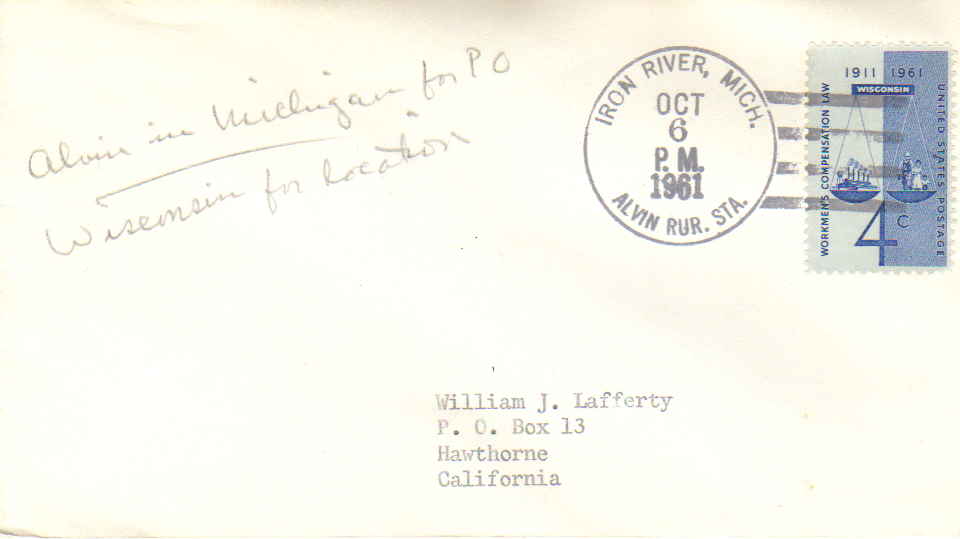 Alvin in Michigan for PO
Wisconsin for location
IRON RIVER, MICH.
OCT
6
P. M.
1961
ALVIN RUR. STA.
1911 1961
WISCONSIN
WORKMEN'S COMPENSATION LAW
UNITED STATES POSTAGE
4 C
William J. Lafferty
P. O. Box 13
Hawthorne
California